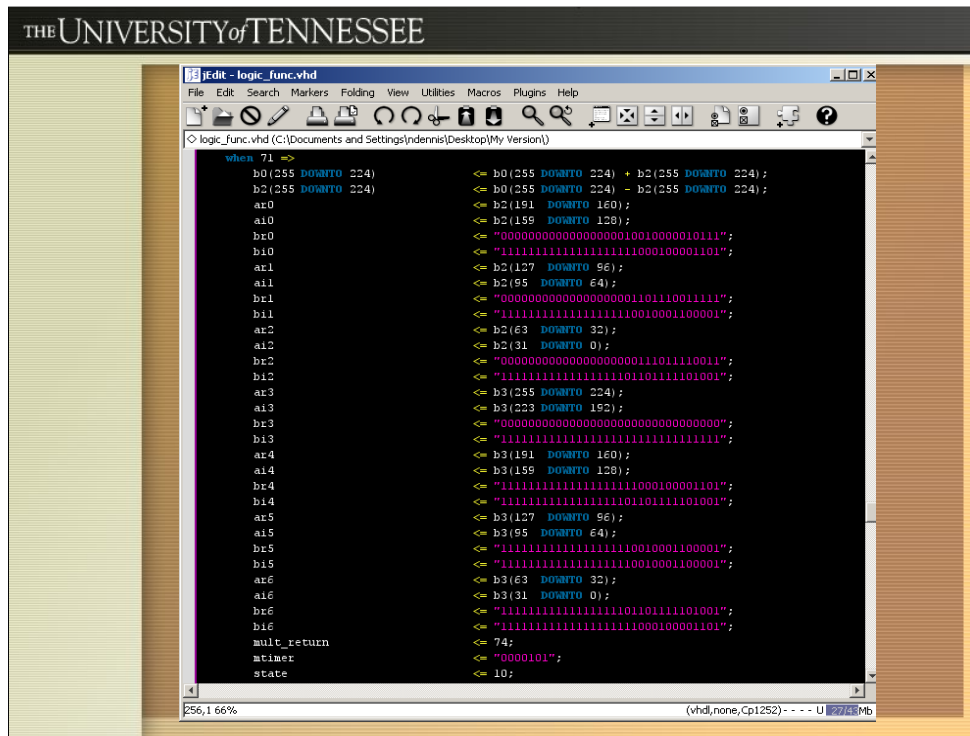 THE UNIVERSITY of TENNESSEE
jEdit - logic_func.vhd
File Edit Search Markers Folding View Utilities Macros Plugins Help
logic_func.vhd (C:\Documents and Settings\ndennis\Desktop\My Version\)
when 71 =>
b0(255 DOWNTO 224) <= b0(255 DOWNTO 224) + b2(255 DOWNTO 224);
b2(255 DOWNTO 224) <= b0(255 DOWNTO 224) - b2(255 DOWNTO 224);
ar0 <= b2(191 DOWNTO 160);
ai0 <= b2(159 DOWNTO 128);
br0 <= "00000000000000000010010000010111";
bi0 <= "11111111111111111111000100001101";
ar1 <= b2(127 DOWNTO 96);
ai1 <= b2(95 DOWNTO 64);
br1 <= "00000000000000000001101110011111";
bi1 <= "11111111111111111110010001100001";
ar2 <= b2(63 DOWNTO 32);
ai2 <= b2(31 DOWNTO 0);
br2 <= "00000000000000000000111011110011";
bi2 <= "11111111111111111101101111101001";
ar3 <= b3(255 DOWNTO 224);
ai3 <= b3(223 DOWNTO 192);
br3 <= "00000000000000000000000000000000";
bi3 <= "11111111111111111111111111111111";
ar4 <= b3(191 DOWNTO 160);
ai4 <= b3(159 DOWNTO 128);
br4 <= "11111111111111111111000100001101";
bi4 <= "11111111111111111101101111101001";
ar5 <= b3(127 DOWNTO 96);
ai5 <= b3(95 DOWNTO 64);
br5 <= "11111111111111111110010001100001";
bi5 <= "11111111111111111110010001100001";
ar6 <= b3(63 DOWNTO 32);
ai6 <= b3(31 DOWNTO 0);
br6 <= "11111111111111111101101111101001";
bi6 <= "11111111111111111111000100001101";
mult_return <= 74;
mtimer <= "0000101";
state <= 10;
256,1 66% (vhdl,none,Cp1252) - - - - U 27/43Mb